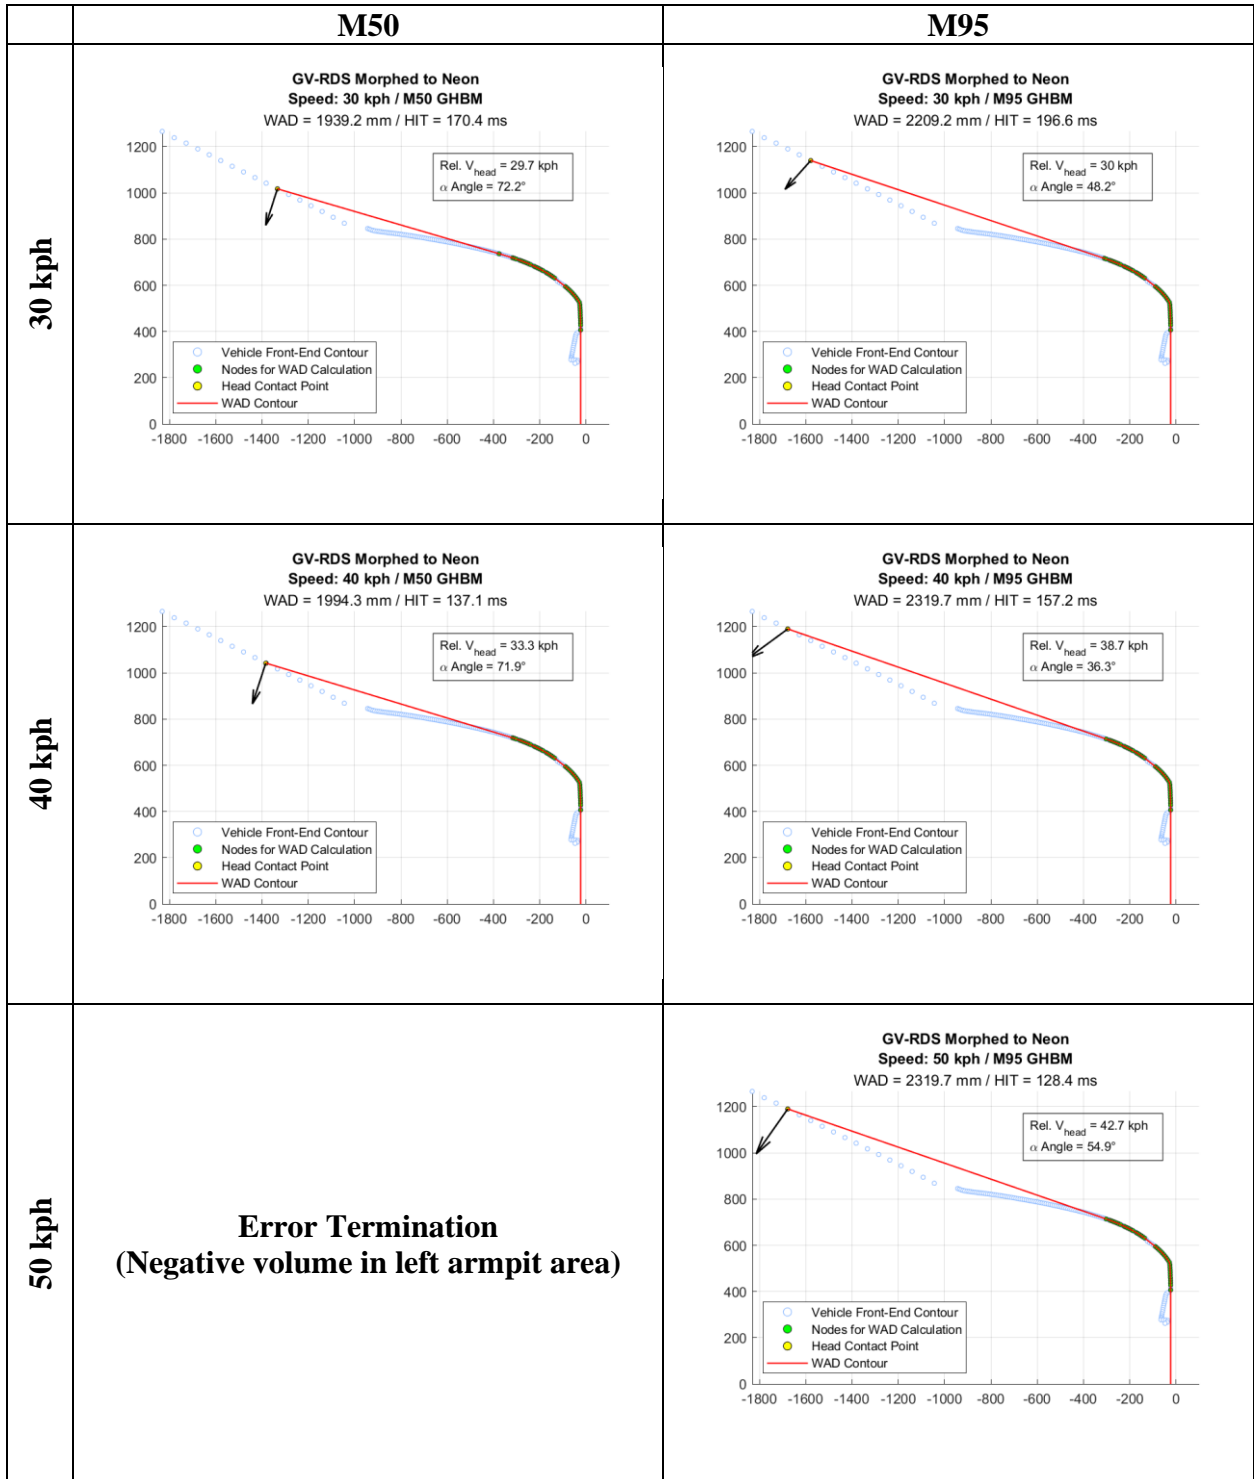 M50
M95
30 kph
GV-RDS Morphed to Neon
Speed: 30 kph / M50 GHBM
WAD = 1939.2 mm / HIT = 170.4 ms
Rel. Vhead = 29.7 kph
α Angle = 72.2°
1200
1000
800
600
400
200
0
Vehicle Front-End Contour
Nodes for WAD Calculation
Head Contact Point
WAD Contour
-1800 -1600 -1400 -1200 -1000 -800 -600 -400 -200 0
GV-RDS Morphed to Neon
Speed: 30 kph / M95 GHBM
WAD = 2209.2 mm / HIT = 196.6 ms
Rel. Vhead = 30 kph
α Angle = 48.2°
1200
1000
800
600
400
200
0
Vehicle Front-End Contour
Nodes for WAD Calculation
Head Contact Point
WAD Contour
-1800 -1600 -1400 -1200 -1000 -800 -600 -400 -200 0
40 kph
GV-RDS Morphed to Neon
Speed: 40 kph / M50 GHBM
WAD = 1994.3 mm / HIT = 137.1 ms
Rel. Vhead = 33.3 kph
α Angle = 71.9°
1200
1000
800
600
400
200
0
Vehicle Front-End Contour
Nodes for WAD Calculation
Head Contact Point
WAD Contour
-1800 -1600 -1400 -1200 -1000 -800 -600 -400 -200 0
GV-RDS Morphed to Neon
Speed: 40 kph / M95 GHBM
WAD = 2319.7 mm / HIT = 157.2 ms
Rel. Vhead = 38.7 kph
α Angle = 36.3°
1200
1000
800
600
400
200
0
Vehicle Front-End Contour
Nodes for WAD Calculation
Head Contact Point
WAD Contour
-1800 -1600 -1400 -1200 -1000 -800 -600 -400 -200 0
50 kph
Error Termination
(Negative volume in left armpit area)
GV-RDS Morphed to Neon
Speed: 50 kph / M95 GHBM
WAD = 2319.7 mm / HIT = 128.4 ms
Rel. Vhead = 42.7 kph
α Angle = 54.9°
1200
1000
800
600
400
200
0
Vehicle Front-End Contour
Nodes for WAD Calculation
Head Contact Point
WAD Contour
-1800 -1600 -1400 -1200 -1000 -800 -600 -400 -200 0